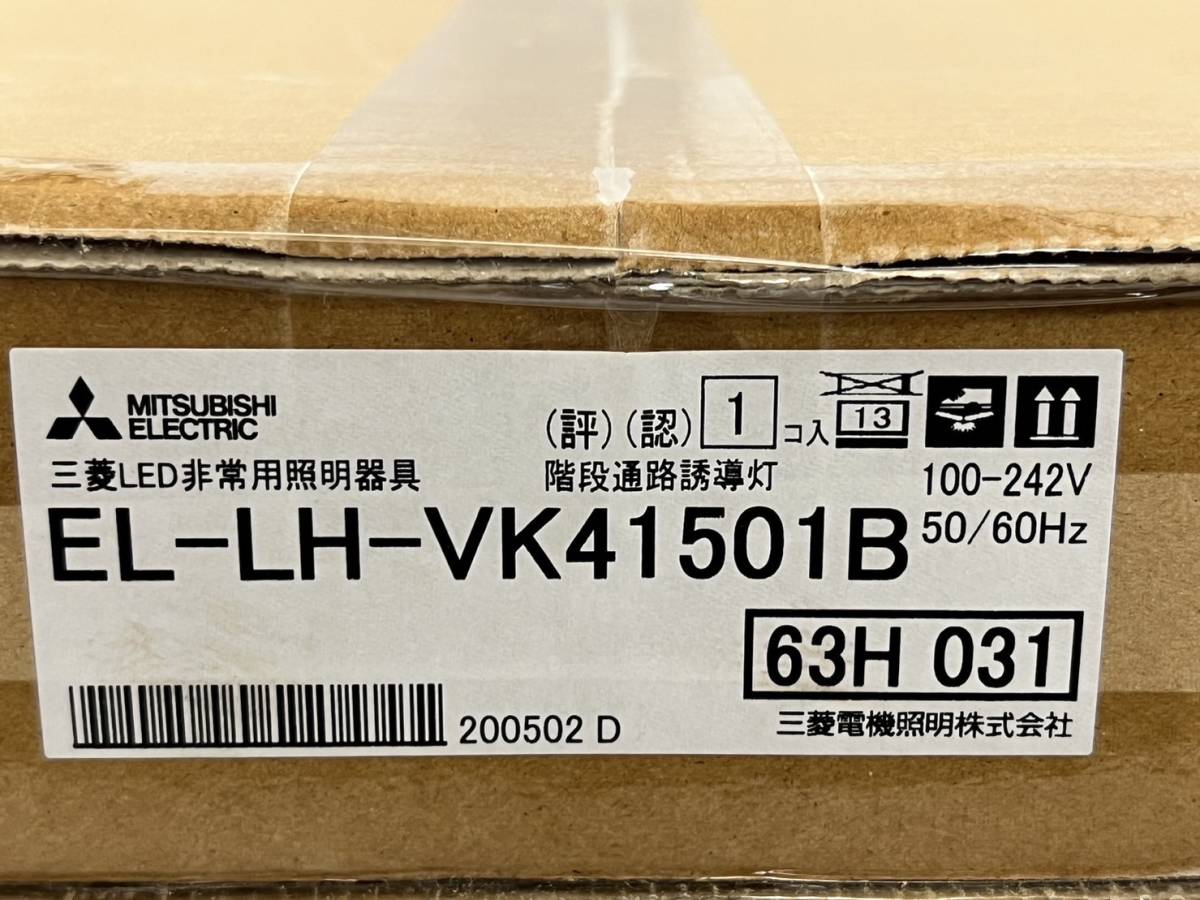 MITSUBISHI
ELECTRIC
(評)(認) 1 コ入 13
三菱LED非常用照明器具 階段通路誘導灯 100-242V
EL-LH-VK41501B 50/60Hz
63H 031
200502 D
三菱電機照明株式会社